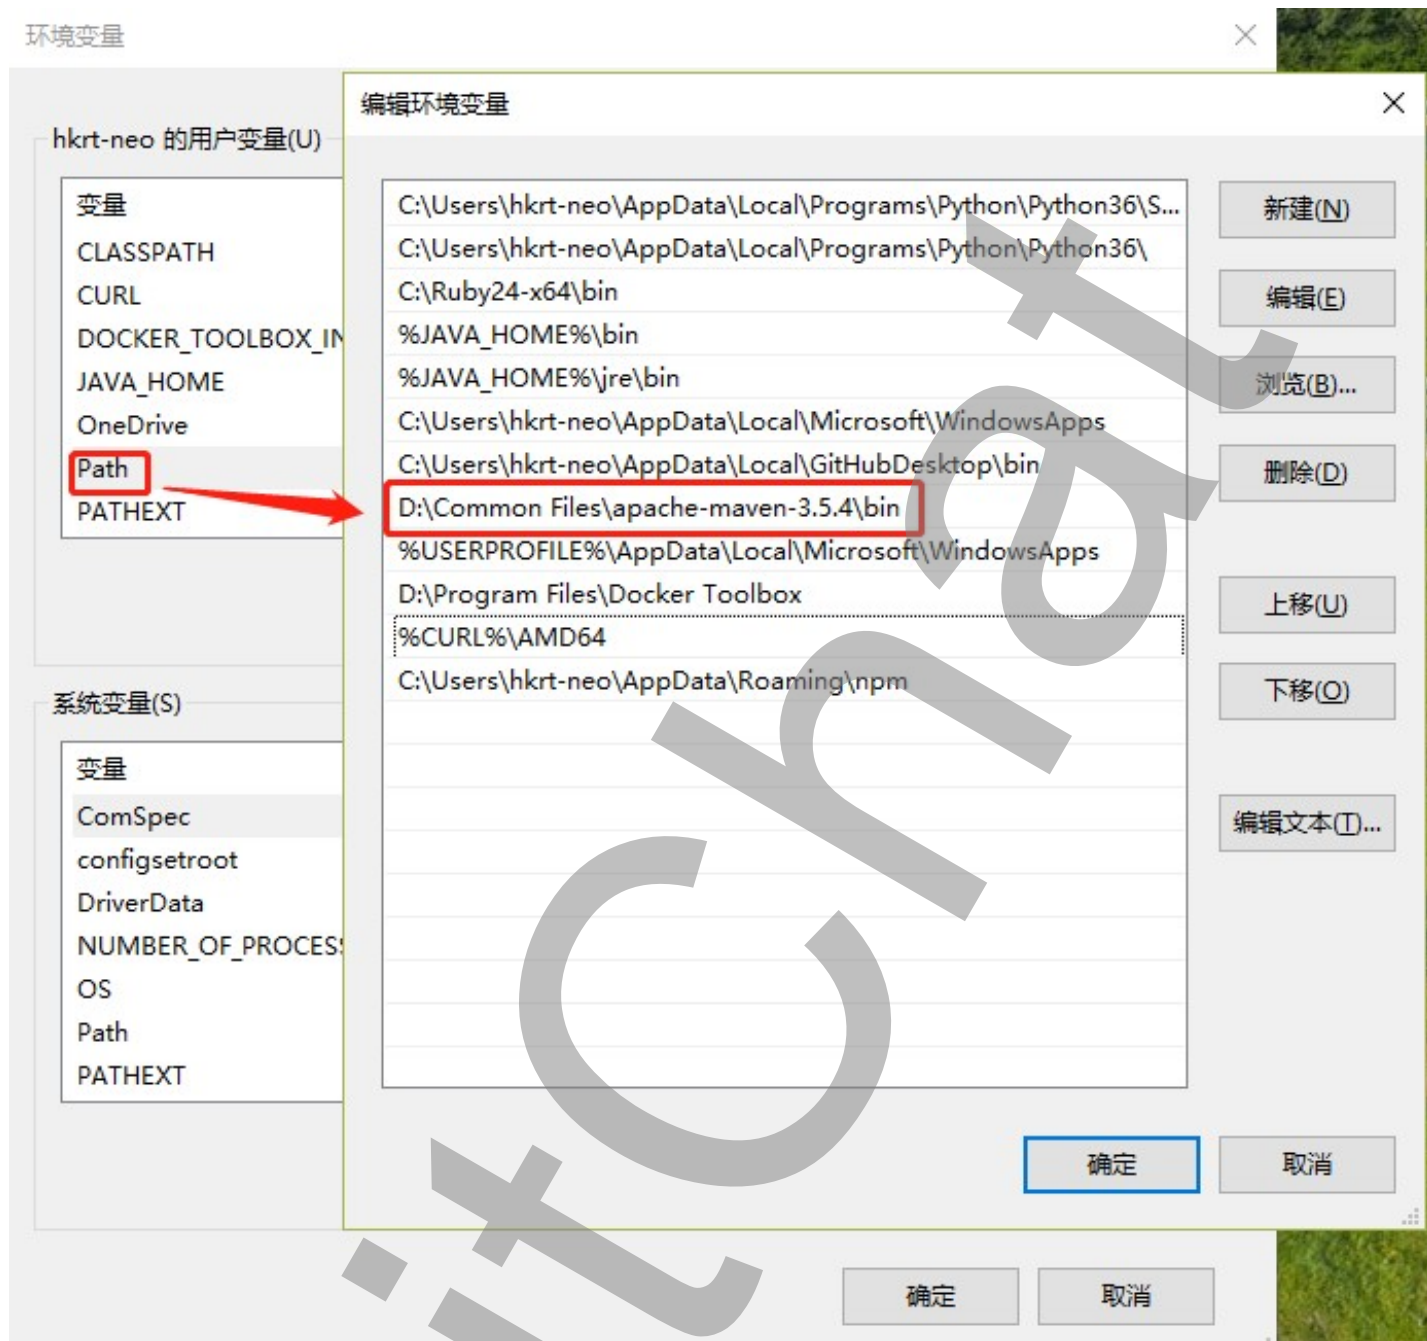 环境变量
hkrt-neo 的用户变量(U)
变量
CLASSPATH
CURL
DOCKER_TOOLBOX_IN
JAVA_HOME
OneDrive
Path
PATHEXT
系统变量(S)
变量
ComSpec
configsetroot
DriverData
NUMBER_OF_PROCESS
OS
Path
PATHEXT
编辑环境变量
C:\Users\hkrt-neo\AppData\Local\Programs\Python\Python36\S...
C:\Users\hkrt-neo\AppData\Local\Programs\Python\Python36\
C:\Ruby24-x64\bin
%JAVA_HOME%\bin
%JAVA_HOME%\jre\bin
C:\Users\hkrt-neo\AppData\Local\Microsoft\WindowsApps
C:\Users\hkrt-neo\AppData\Local\GitHubDesktop\bin
D:\Common Files\apache-maven-3.5.4\bin
%USERPROFILE%\AppData\Local\Microsoft\WindowsApps
D:\Program Files\Docker Toolbox
%CURL%\AMD64
C:\Users\hkrt-neo\AppData\Roaming\npm
新建(N)
编辑(E)
浏览(B)...
删除(D)
上移(U)
下移(O)
编辑文本(T)...
确定
取消
确定
取消
itChat